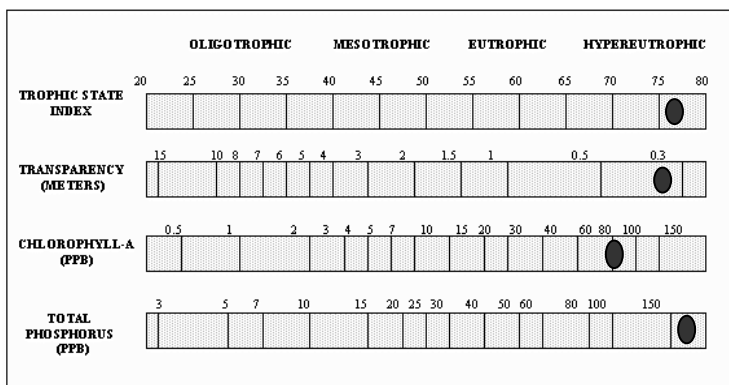 OLIGOTROPHIC MESOTROPHIC EUTROPHIC HYPEREUTROPHIC
20 25 30 35 40 45 50 55 60 65 70 75 80
TROPHIC STATE
INDEX
15 10 8 7 6 5 4 3 2 1.5 1 0.5 0.3
TRANSPARENCY
(METERS)
0.5 1 2 3 4 5 7 10 15 20 30 40 60 80 100 150
CHLOROPHYLL-A
(PPB)
3 5 7 10 15 20 25 30 40 50 60 80 100 150
TOTAL
PHOSPHORUS
(PPB)